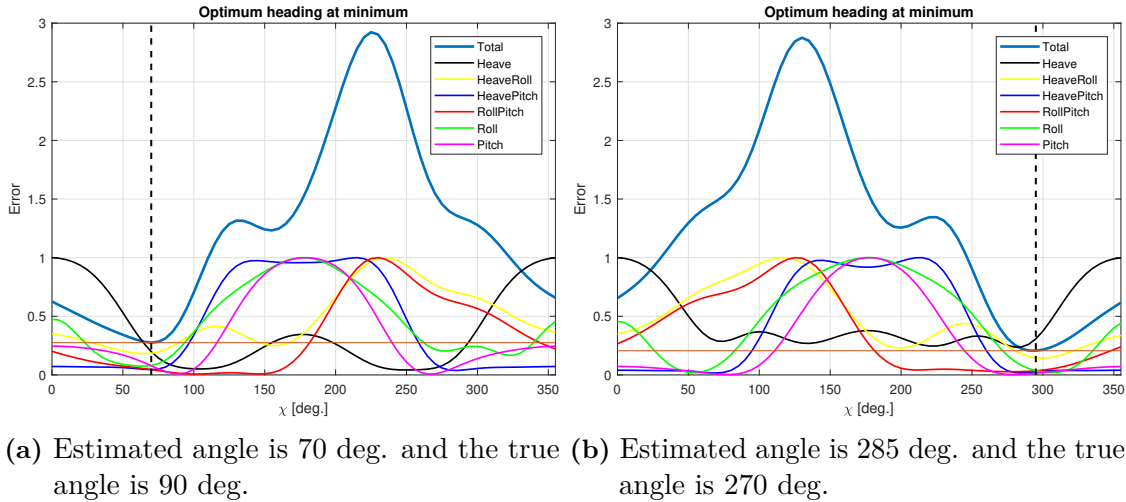 Optimum heading at minimum
3
2.5
2
1.5
1
0.5
0
Error
0 50 100 150 200 250 300 350
χ [deg.]
Total
Heave
HeaveRoll
HeavePitch
RollPitch
Roll
Pitch
Optimum heading at minimum
3
2.5
2
1.5
1
0.5
0
Error
0 50 100 150 200 250 300 350
χ [deg.]
Total
Heave
HeaveRoll
HeavePitch
RollPitch
Roll
Pitch
(a) Estimated angle is 70 deg. and the true
angle is 90 deg.
(b) Estimated angle is 285 deg. and the true
angle is 270 deg.